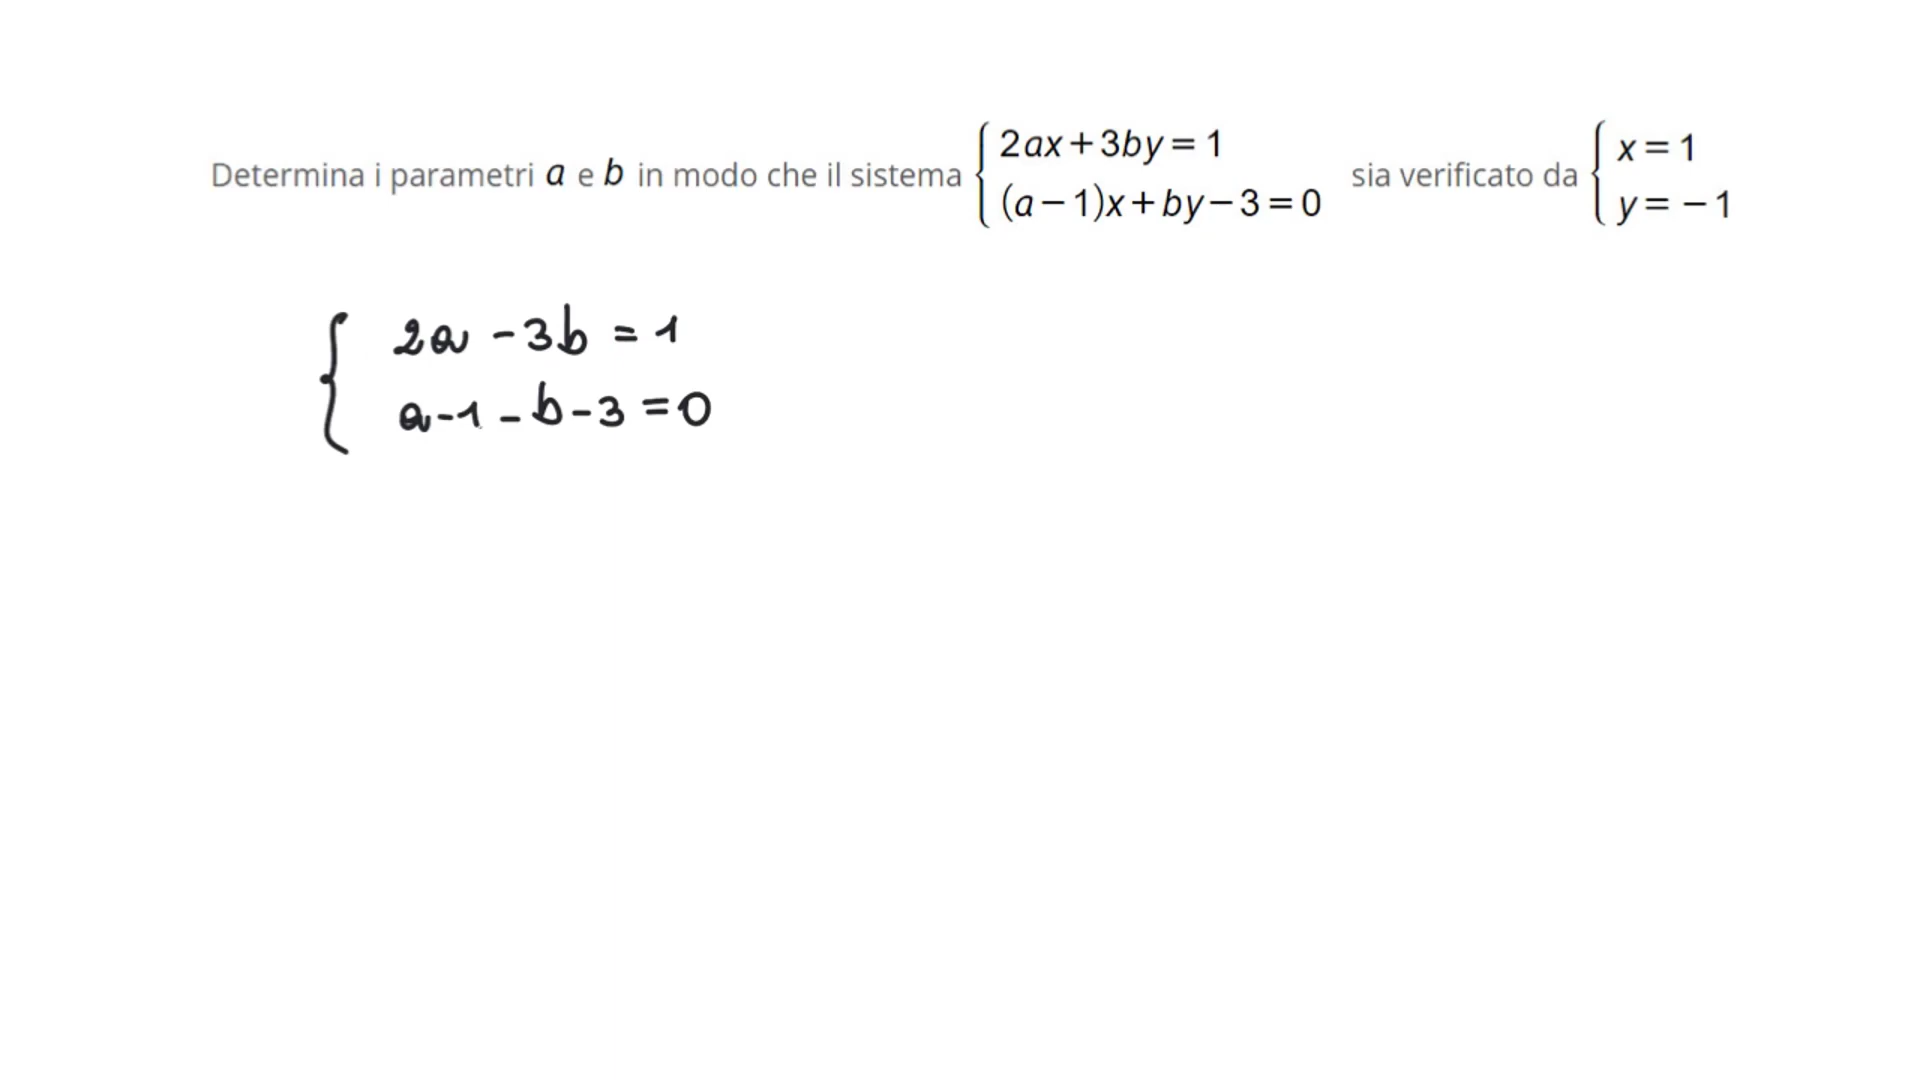 Determina i parametri a e b in modo che il sistema { 2ax+3by=1 (a−1)x+by−3=0 sia verificato da { x=1 y=−1
{ 2a -3b = 1
a-1 - b-3 =0